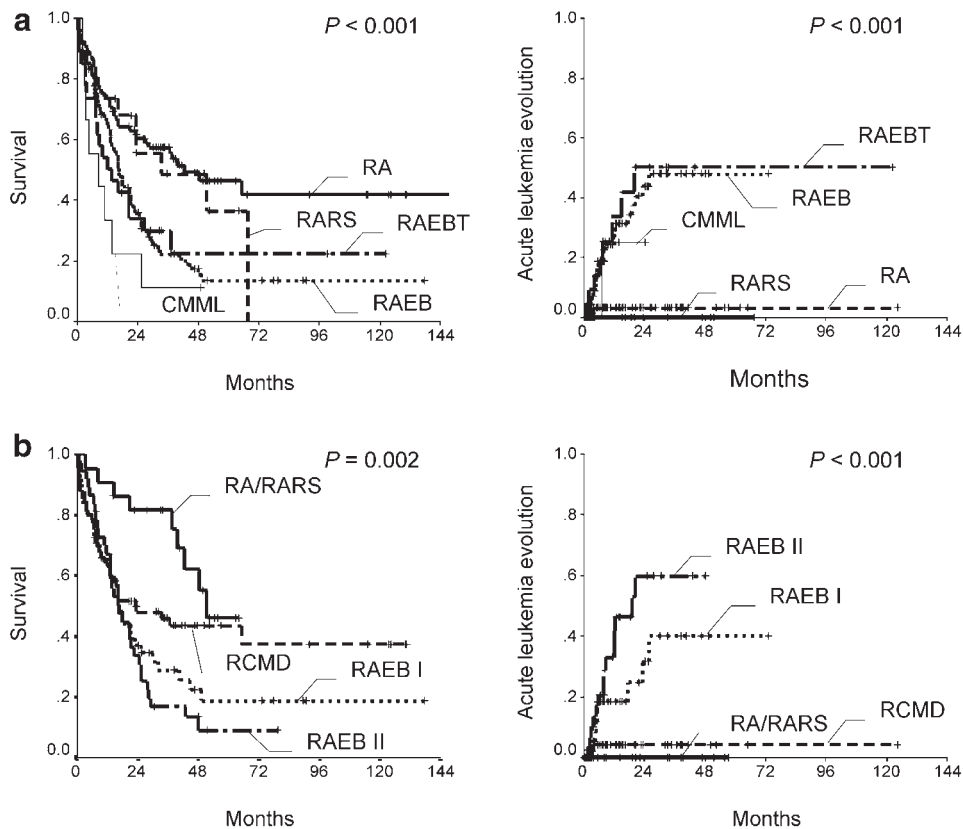 a
P < 0.001
Survival
1.0
.8
.6
.4
.2
0.0
RA
RARS
RAEBT
CMML
RAEB
0 24 48 72 96 120 144
Months
P < 0.001
Acute leukemia evolution
1.0
.8
.6
.4
.2
0.0
RAEBT
RAEB
CMML
RARS
RA
0 24 48 72 96 120 144
Months
b
P = 0.002
Survival
1.0
.8
.6
.4
.2
0.0
RA/RARS
RCMD
RAEB I
RAEB II
0 24 48 72 96 120 144
Months
P < 0.001
Acute leukemia evolution
1.0
.8
.6
.4
.2
0.0
RAEB II
RAEB I
RA/RARS
RCMD
0 24 48 72 96 120 144
Months